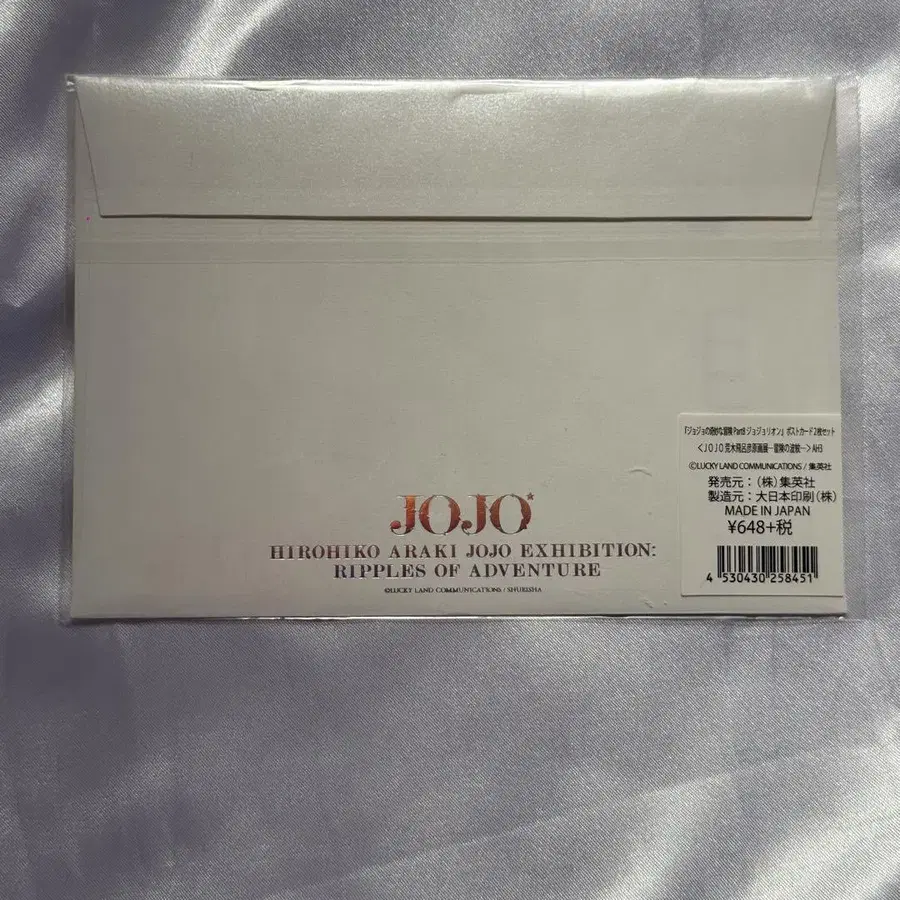 「ジョジョの奇妙な冒険 Part8 ジョジョリオン」 ポストカード2枚セット
＜JOJO 荒木飛呂彦原画展―冒険の波紋―＞AH3
©LUCKY LAND COMMUNICATIONS / 集英社
発売元：（株）集英社
製造元：大日本印刷（株）
MADE IN JAPAN
¥648+税
4 530430 258451
JOJO*
HIROHIKO ARAKI JOJO EXHIBITION:
RIPPLES OF ADVENTURE
©LUCKY LAND COMMUNICATIONS / SHUEISHA